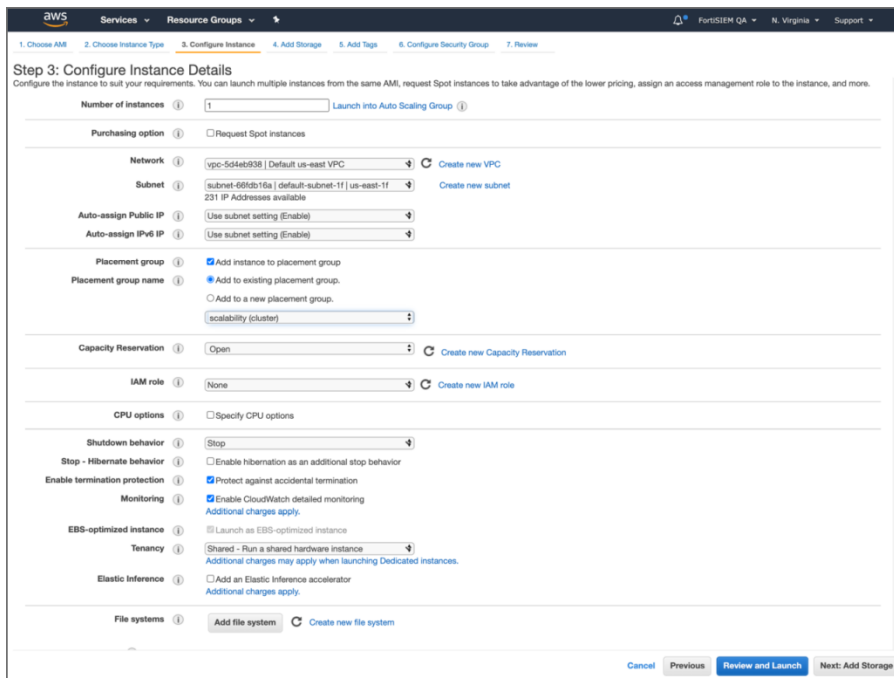 aws Services Resource Groups FortiSIEM QA N. Virginia Support
1. Choose AMI 2. Choose Instance Type 3. Configure Instance 4. Add Storage 5. Add Tags 6. Configure Security Group 7. Review
Step 3: Configure Instance Details
Configure the instance to suit your requirements. You can launch multiple instances from the same AMI, request Spot instances to take advantage of the lower pricing, assign an access management role to the instance, and more.
Number of instances 1 Launch into Auto Scaling Group
Purchasing option Request Spot instances
Network vpc-5d4eb938 | Default us-east VPC Create new VPC
Subnet subnet-66fdb16a | default-subnet-1f | us-east-1f Create new subnet
231 IP Addresses available
Auto-assign Public IP Use subnet setting (Enable)
Auto-assign IPv6 IP Use subnet setting (Enable)
Placement group Add instance to placement group
Placement group name Add to existing placement group.
Add to a new placement group.
scalability (cluster)
Capacity Reservation Open Create new Capacity Reservation
IAM role None Create new IAM role
CPU options Specify CPU options
Shutdown behavior Stop
Stop - Hibernate behavior Enable hibernation as an additional stop behavior
Enable termination protection Protect against accidental termination
Monitoring Enable CloudWatch detailed monitoring
Additional charges apply.
EBS-optimized instance Launch as EBS-optimized instance
Tenancy Shared - Run a shared hardware instance
Additional charges may apply when launching Dedicated instances.
Elastic Inference Add an Elastic Inference accelerator
Additional charges apply.
File systems Add file system Create new file system
Cancel Previous Review and Launch Next: Add Storage